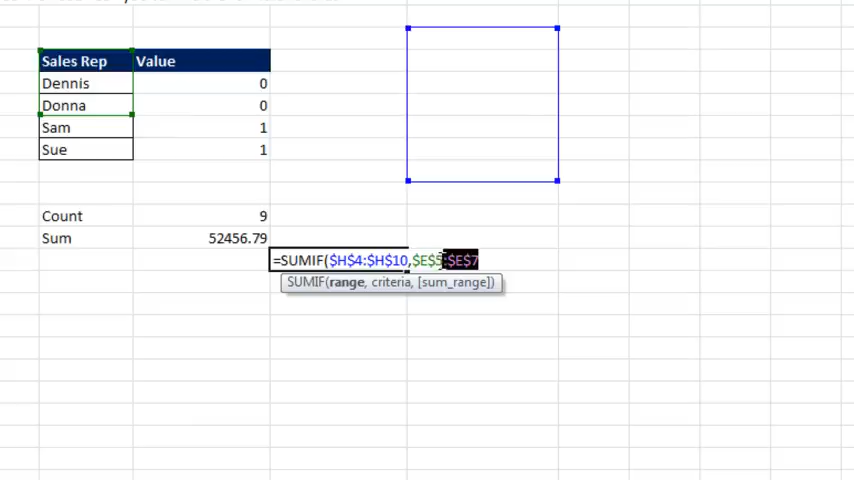 Sales Rep Value
Dennis 0
Donna 0
Sam 1
Sue 1
Count 9
Sum 52456.79
=SUMIF($H$4:$H$10,$E$5:$E$7
SUMIF(range, criteria, [sum_range])